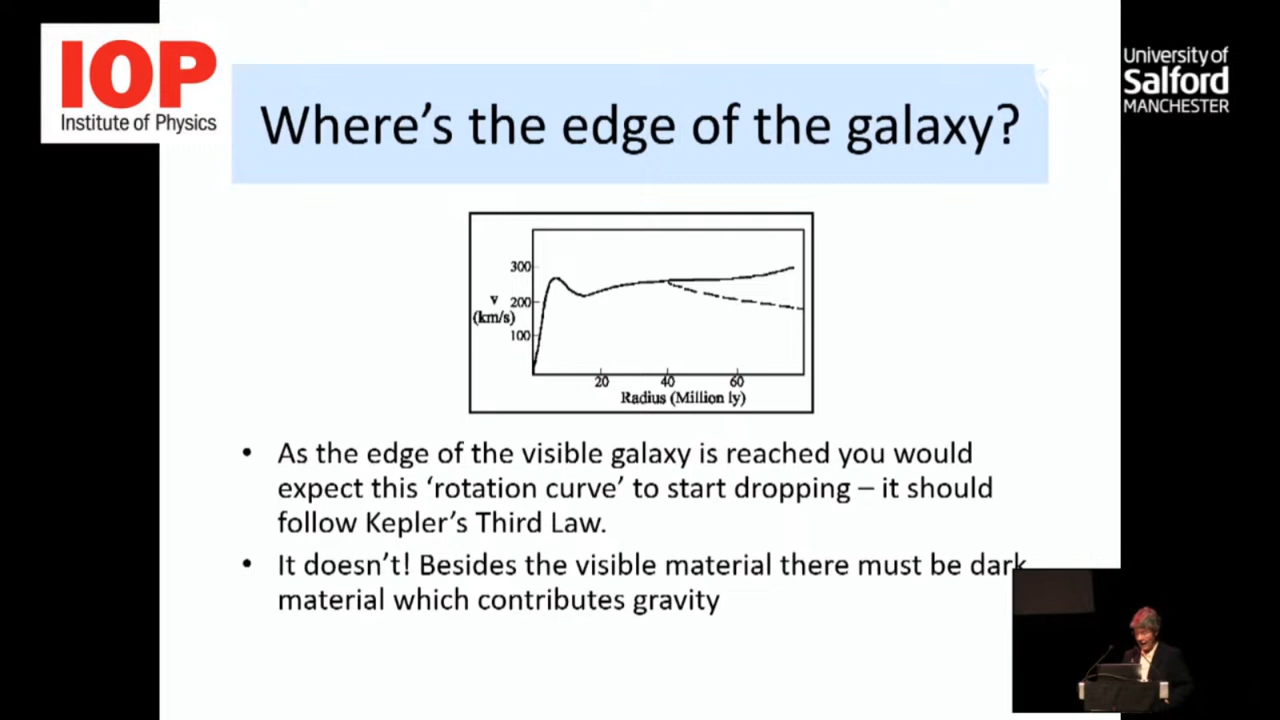 IOP
Institute of Physics
University of
Salford
MANCHESTER
Where's the edge of the galaxy?
300
v
200
(km/s)
100
20
40
60
Radius (Million ly)
• As the edge of the visible galaxy is reached you would
expect this ‘rotation curve’ to start dropping – it should
follow Kepler’s Third Law.
• It doesn’t! Besides the visible material there must be dark
material which contributes gravity